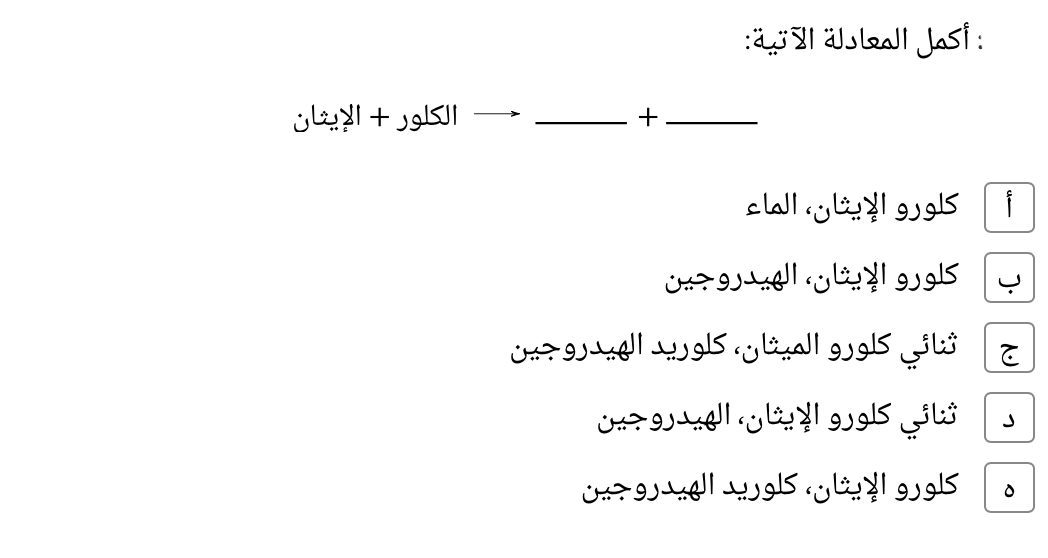 : أكمل المعادلة الآتية:
الإيثان + الكلور ⟶ ______ + ______
أ كلورو الإيثان، الماء
ب كلورو الإيثان، الهيدروجين
ج ثنائي كلورو الميثان، كلوريد الهيدروجين
د ثنائي كلورو الإيثان، الهيدروجين
ه كلورو الإيثان، كلوريد الهيدروجين